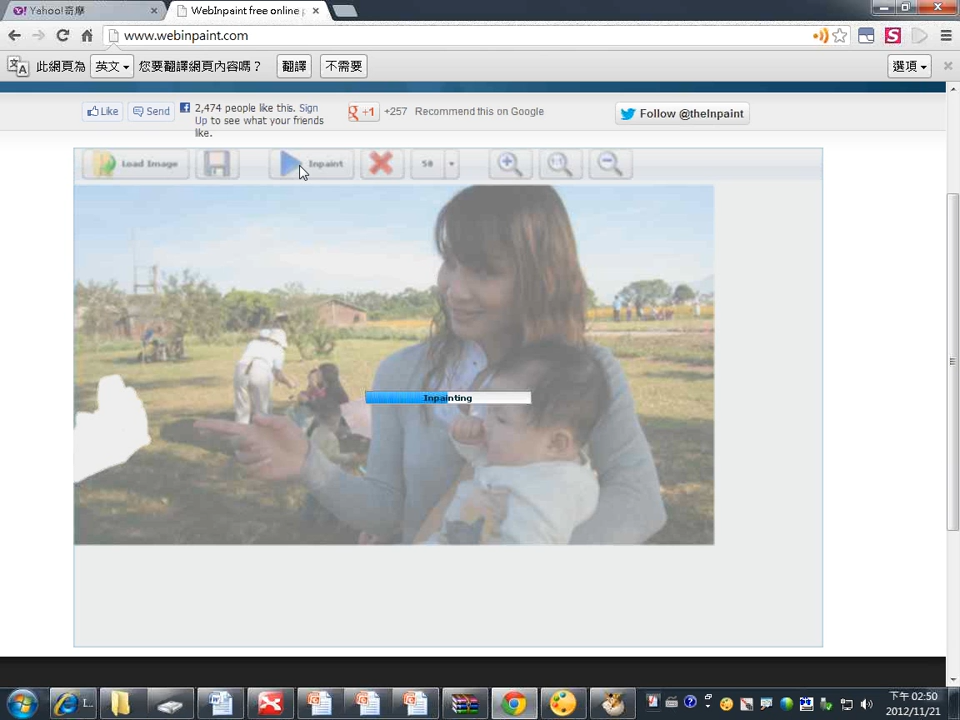 Yahoo!奇摩
WebInpaint free online
www.webinpaint.com
此網頁為 英文 您要翻譯網頁內容嗎？ 翻譯 不需要 選項
Like Send 2,474 people like this. Sign
Up to see what your friends
like.
+1 +257 Recommend this on Google
Follow @theInpaint
Load Image Inpaint 50 1:1
Inpainting
下午 02:50
2012/11/21